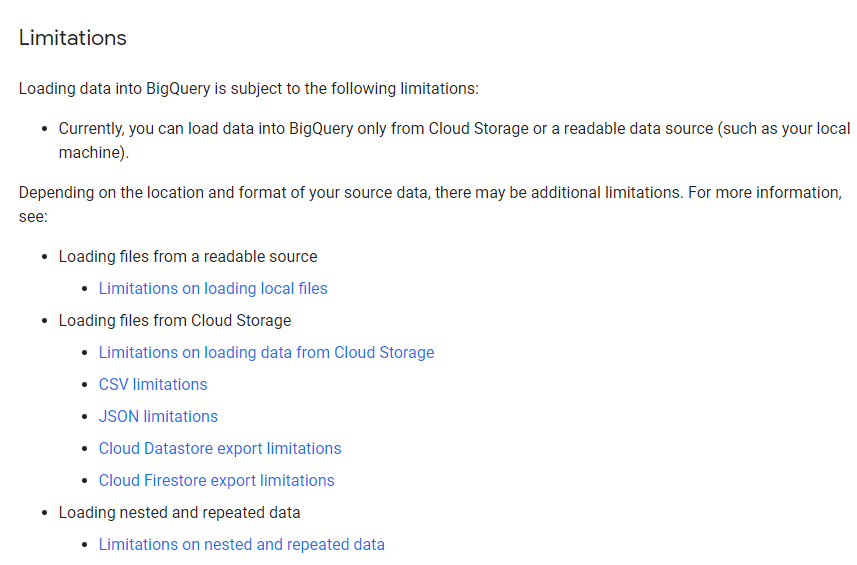 Limitations
Loading data into BigQuery is subject to the following limitations:
Currently, you can load data into BigQuery only from Cloud Storage or a readable data source (such as your local
machine).
Depending on the location and format of your source data, there may be additional limitations. For more information,
see:
Loading files from a readable source
Limitations on loading local files
Loading files from Cloud Storage
Limitations on loading data from Cloud Storage
CSV limitations
JSON limitations
Cloud Datastore export limitations
Cloud Firestore export limitations
Loading nested and repeated data
Limitations on nested and repeated data